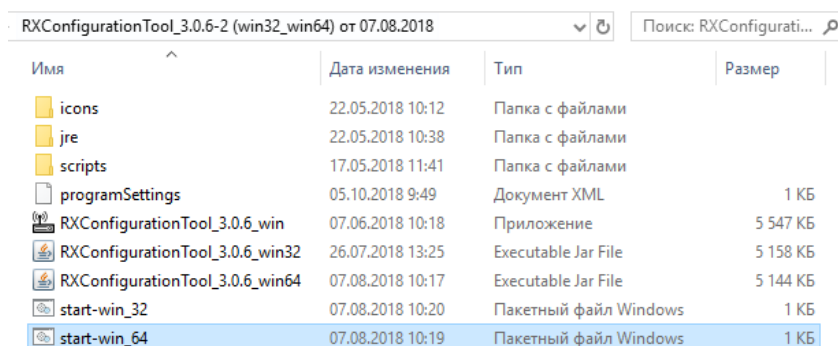 RXConfigurationTool_3.0.6-2 (win32_win64) от 07.08.2018 Поиск: RXConfigurati...
Имя Дата изменения Тип Размер
icons 22.05.2018 10:12 Папка с файлами
jre 22.05.2018 10:38 Папка с файлами
scripts 17.05.2018 11:41 Папка с файлами
programSettings 05.10.2018 9:49 Документ XML 1 КБ
RXConfigurationTool_3.0.6_win 07.06.2018 10:18 Приложение 5 547 КБ
RXConfigurationTool_3.0.6_win32 26.07.2018 13:25 Executable Jar File 5 158 КБ
RXConfigurationTool_3.0.6_win64 07.08.2018 10:17 Executable Jar File 5 144 КБ
start-win_32 07.08.2018 10:20 Пакетный файл Windows 1 КБ
start-win_64 07.08.2018 10:19 Пакетный файл Windows 1 КБ